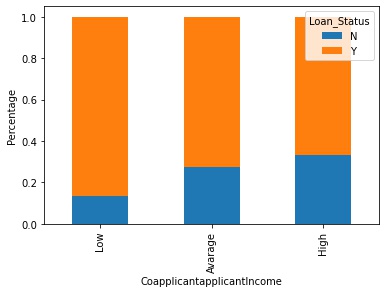 Loan_Status
N
Y
1.0
0.8
0.6
0.4
0.2
0.0
Percentage
Low
Avarage
High
CoapplicantapplicantIncome